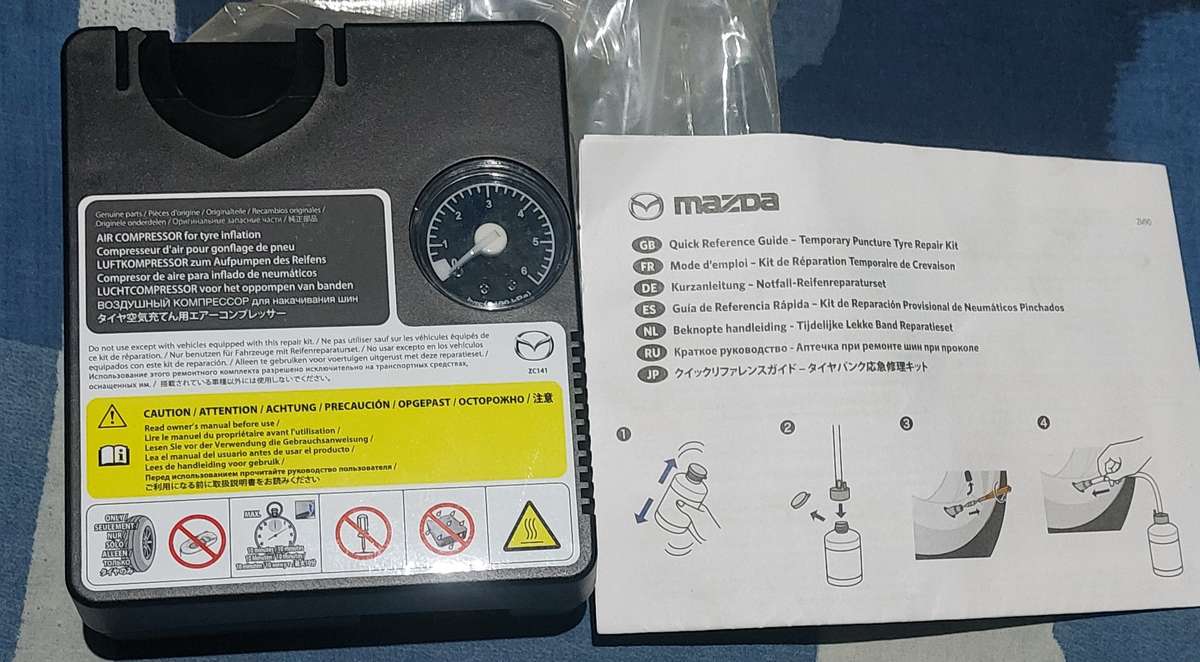 Genuine parts / Pièces d'origine / Originalteile / Recambios originales /
Originele onderdelen / Оригинальные запасные части / 純正部品
AIR COMPRESSOR for tyre inflation
Compresseur d'air pour gonflage de pneu
LUFTKOMPRESSOR zum Aufpumpen des Reifens
Compresor de aire para inflado de neumáticos
LUCHTCOMPRESSOR voor het oppompen van banden
ВОЗДУШНЫЙ КОМПРЕССОР для накачивания шин
タイヤ空気充てん用エアーコンプレッサー
0 1 2 3 4 5 6
Do not use except with vehicles equipped with this repair kit. / Ne pas utiliser sauf sur les véhicules équipés de
ce kit de réparation. / Nur benutzen für Fahrzeuge mit Reifenreparaturset. / No usar excepto en los vehículos
equipados con este kit de reparación. / Alleen te gebruiken voor voertuigen uitgerust met deze reparatieset. /
Использование этого ремонтного комплекта разрешено исключительно на транспортных средствах,
оснащенных им. / 搭載されている車種以外には使用しないでください。
ZC141
CAUTION / ATTENTION / ACHTUNG / PRECAUCIÓN / OPGEPAST / ОСТОРОЖНО / 注意
Read owner's manual before use /
Lire le manuel du propriétaire avant l'utilisation /
Lesen Sie vor der Verwendung die Gebrauchsanweisung /
Lea el manual del usuario antes de usar el producto /
Lees de handleiding voor gebruik /
Перед использованием прочитайте руководство пользователя /
ご利用になる前に取扱説明書をお読みください
ONLY/
SEULEMENT/
NUR/
SÓLO/
ALLEEN/
ТОЛЬКО/
タイヤのみ
MAX.
10 minutes / 10 minutes
mazda
ZV90
GB Quick Reference Guide – Temporary Puncture Tyre Repair Kit
FR Mode d'emploi – Kit de Réparation Temporaire de Crevaison
DE Kurzanleitung – Notfall-Reifenreparaturset
ES Guía de Referencia Rápida – Kit de Reparación Provisional de Neumáticos Pinchados
NL Beknopte handleiding - Tijdelijke Lekke Band Reparatieset
RU Краткое руководство - Аптечка при ремонте шин при проколе
JP クイックリファレンスガイド – タイヤパンク応急修理キット
1 2 3 4